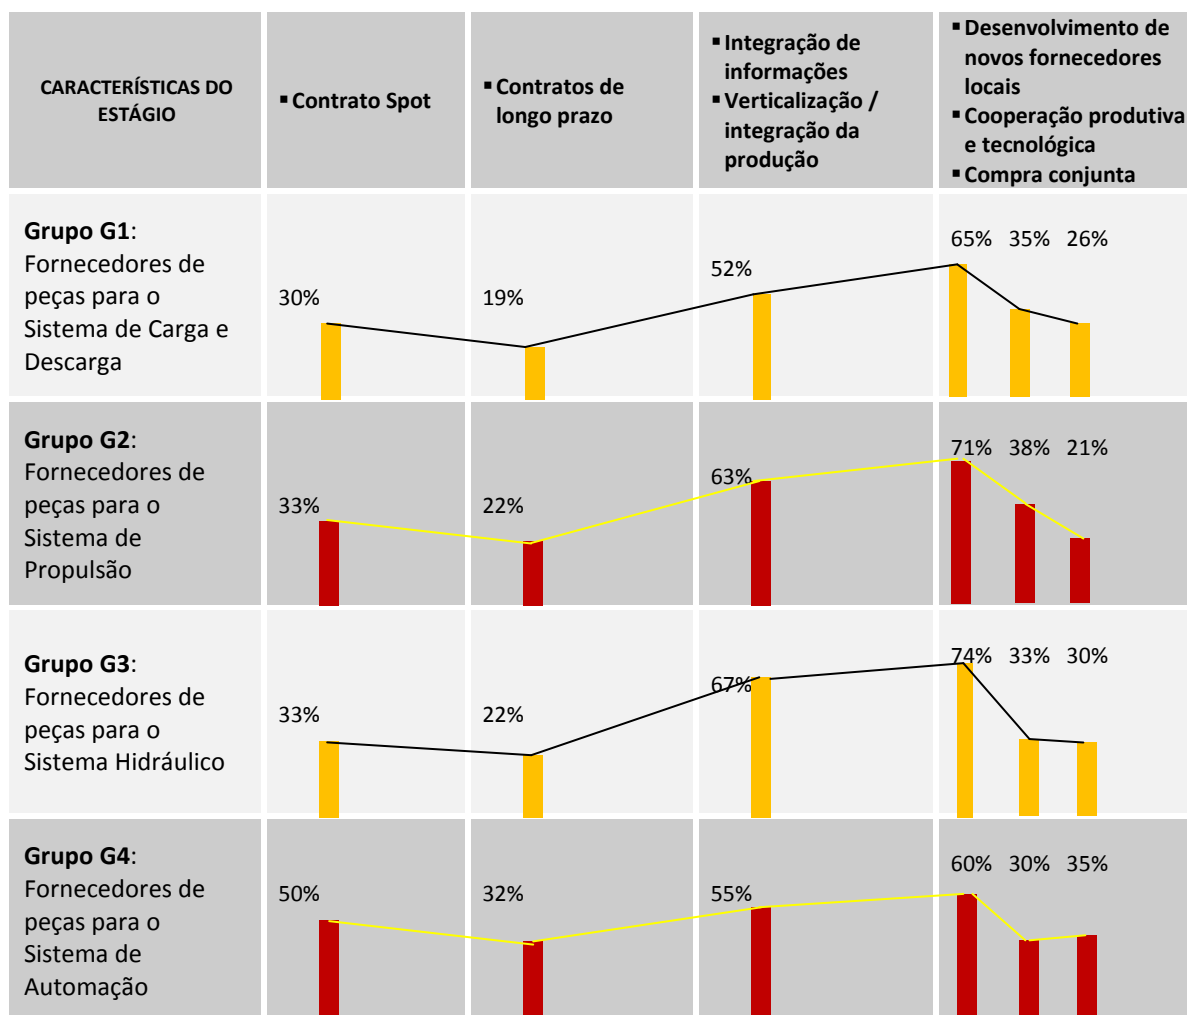 CARACTERÍSTICAS DO
ESTÁGIO
▪ Contrato Spot
▪ Contratos de
longo prazo
▪ Integração de
informações
▪ Verticalização /
integração da
produção
▪ Desenvolvimento de
novos fornecedores
locais
▪ Cooperação produtiva
e tecnológica
▪ Compra conjunta
Grupo G1:
Fornecedores de
peças para o
Sistema de Carga e
Descarga
30%
19%
52%
65% 35% 26%
Grupo G2:
Fornecedores de
peças para o
Sistema de
Propulsão
33%
22%
63%
71% 38% 21%
Grupo G3:
Fornecedores de
peças para o
Sistema Hidráulico
33%
22%
67%
74% 33% 30%
Grupo G4:
Fornecedores de
peças para o
Sistema de
Automação
50%
32%
55%
60% 30% 35%